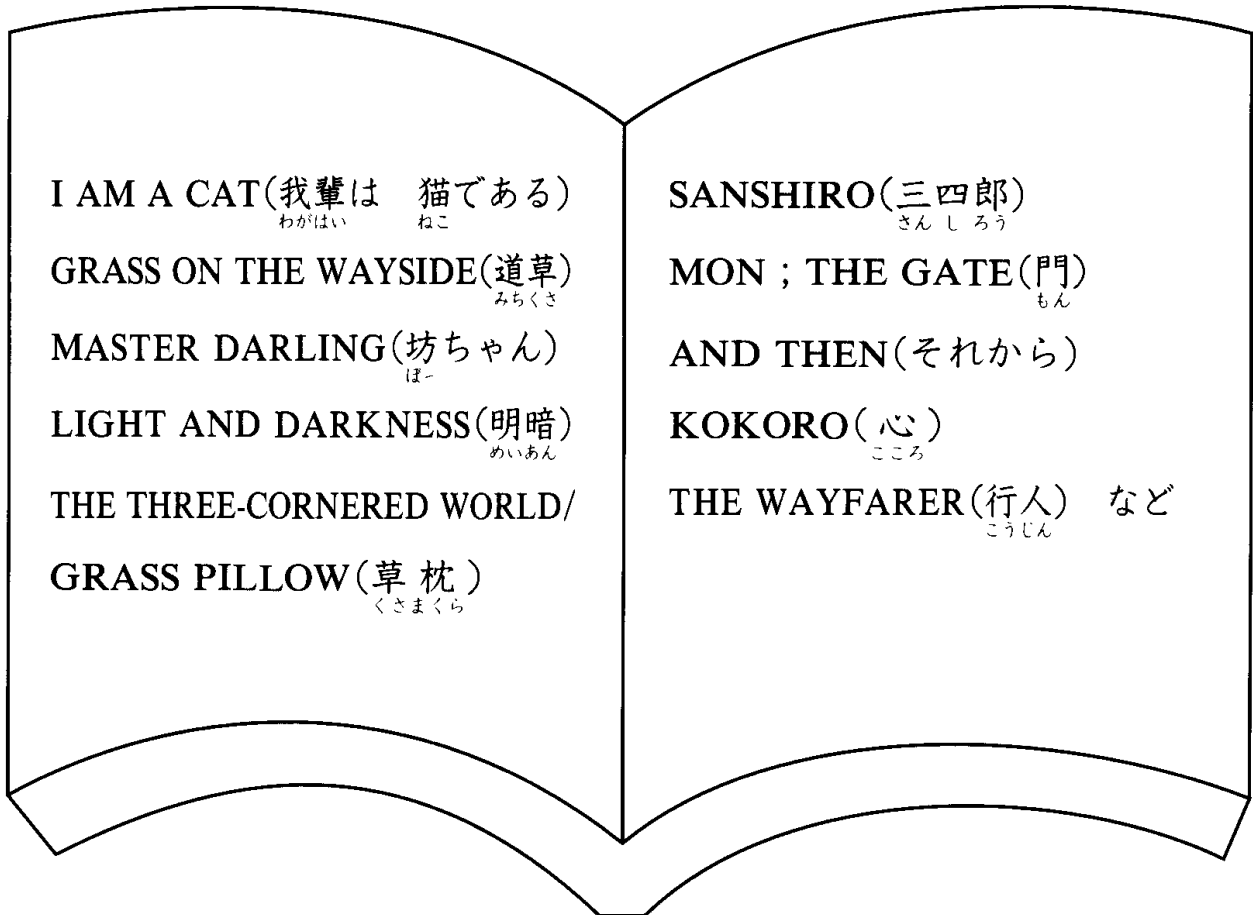 I AM A CAT(我輩は　猫である)
わがはい　ねこ
GRASS ON THE WAYSIDE(道草)
みちくさ
MASTER DARLING(坊ちゃん)
ぼー
LIGHT AND DARKNESS(明暗)
めいあん
THE THREE-CORNERED WORLD/
GRASS PILLOW(草枕)
くさまくら
SANSHIRO(三四郎)
さんしろう
MON ; THE GATE(門)
もん
AND THEN(それから)
KOKORO(心)
こころ
THE WAYFARER(行人)　など
こうじん